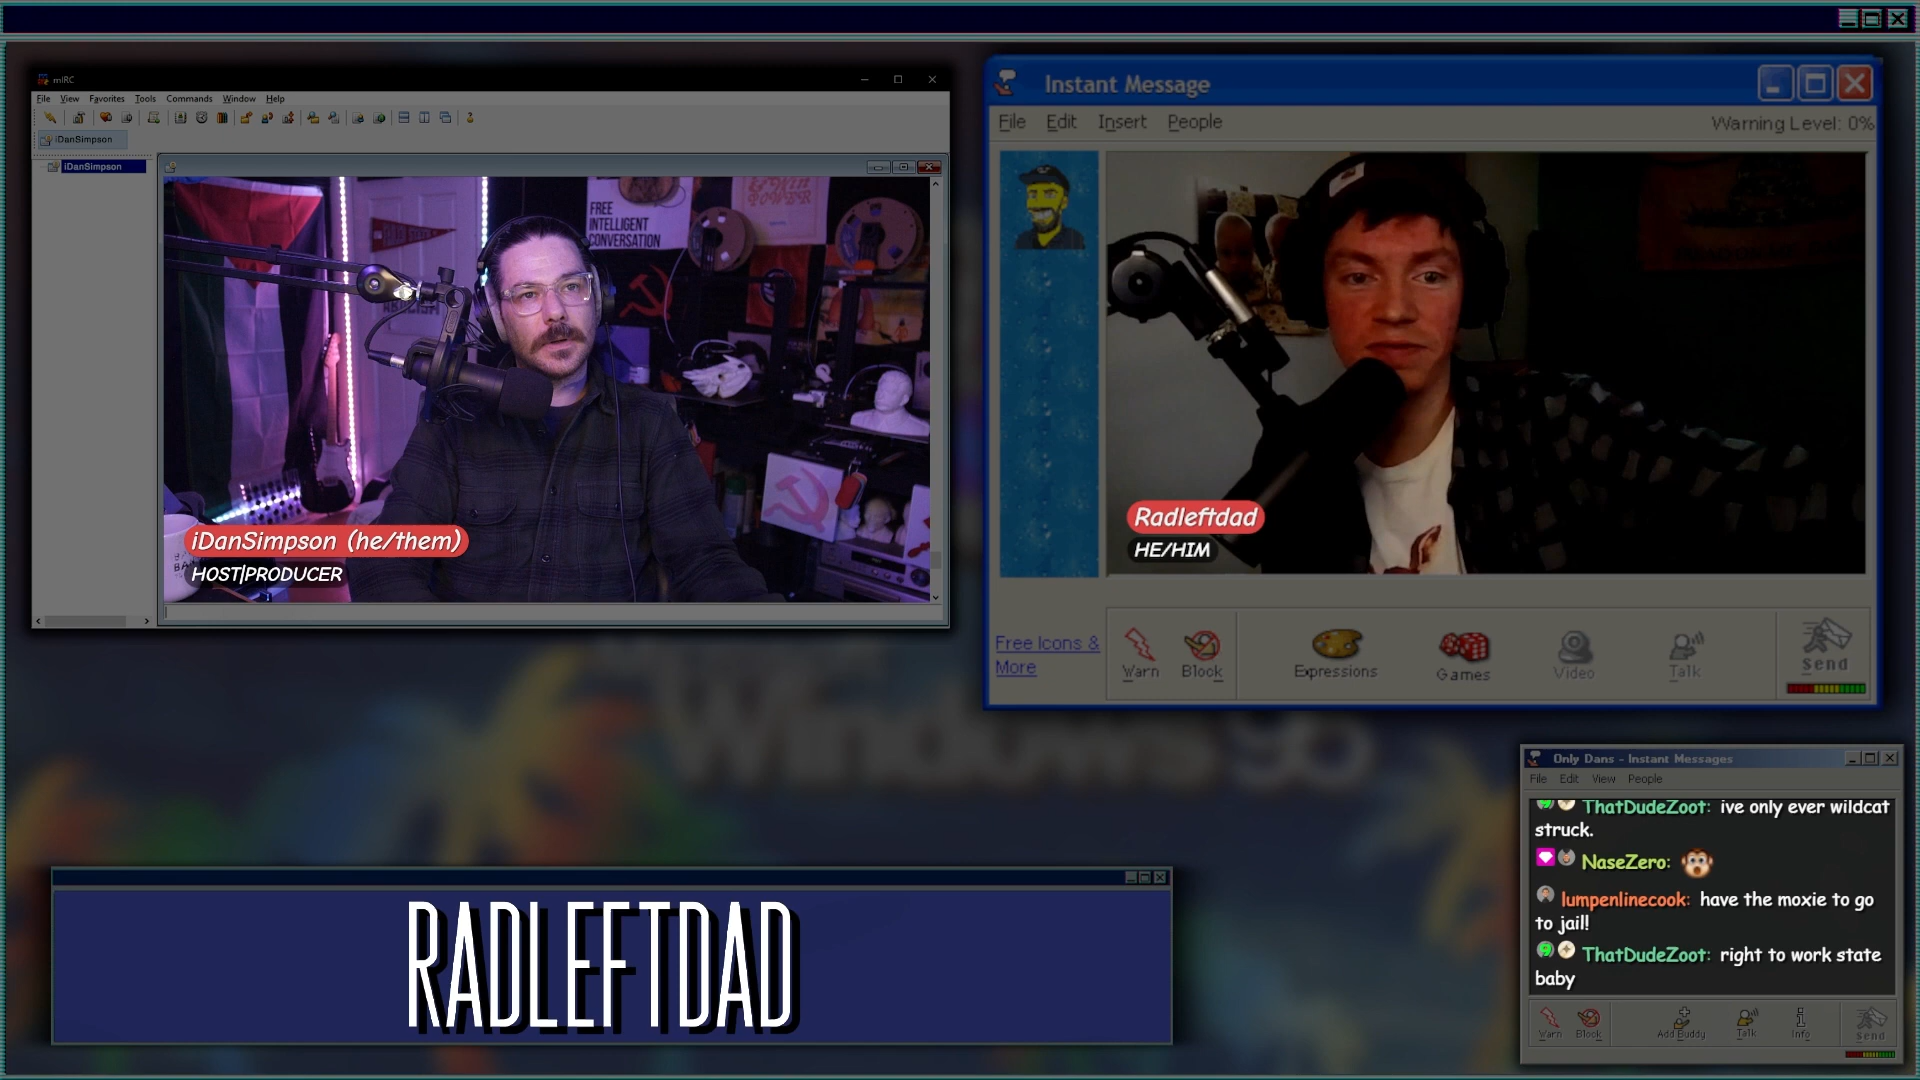 mIRC
File View Favorites Tools Commands Window Help
iDanSimpson
iDanSimpson
FREE
INTELLIGENT
CONVERSATION
POWER
iDanSimpson (he/them)
HOST|PRODUCER
Instant Message
File Edit Insert People
Warning Level: 0%
Radleftdad
HE/HIM
Free Icons &
More
Warn Block Expressions Games Video Talk Send
Windows 95
RADLEFTDAD
Only Dans - Instant Messages
File Edit View People
ThatDudeZoot: ive only ever wildcat
struck.
NaseZero:
lumpenlinecook: have the moxie to go
to jail!
ThatDudeZoot: right to work state
baby
Warn Block Add Buddy Talk Info Send